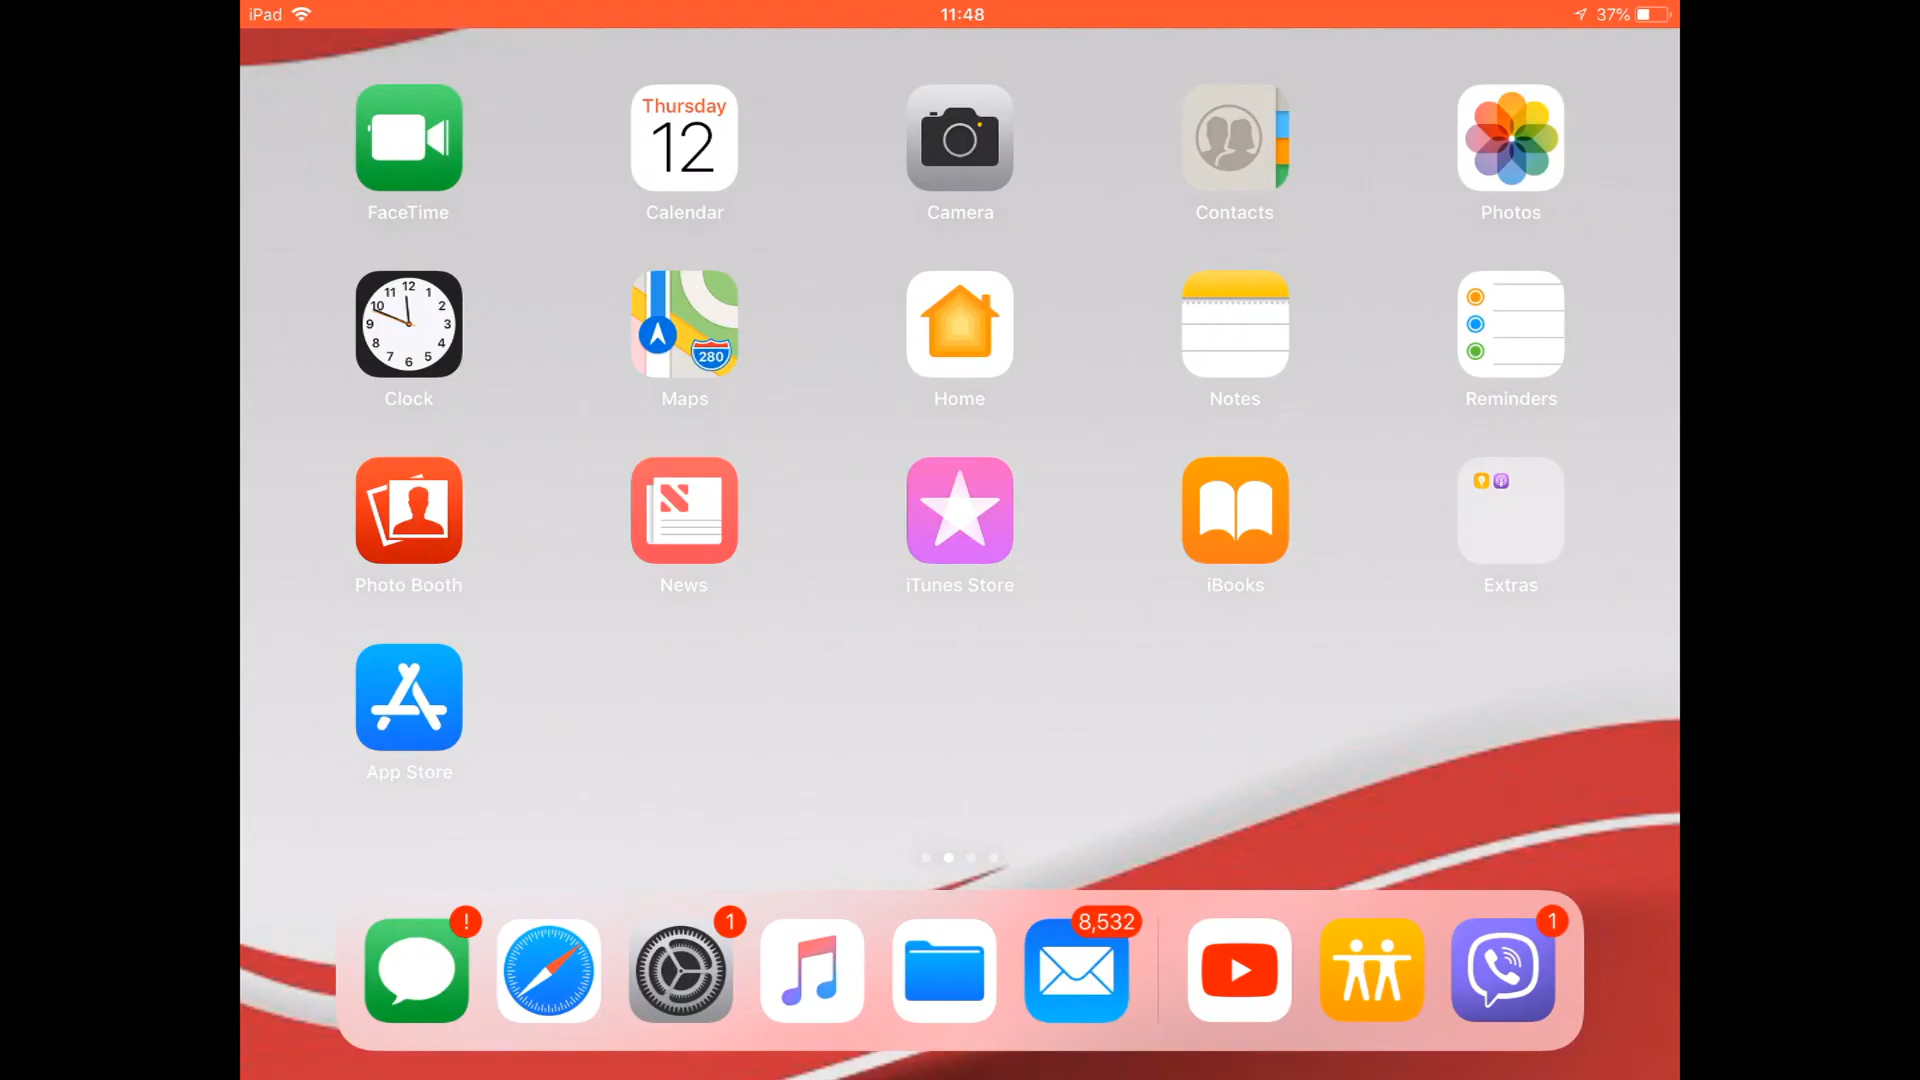 iPad 11:48 37%
Thursday
12
FaceTime Calendar Camera Contacts Photos
12
11 1
10 2
9 3
8 4
7 5
6
280
Clock Maps Home Notes Reminders
Photo Booth News iTunes Store iBooks Extras
App Store
! 1 8,532 1